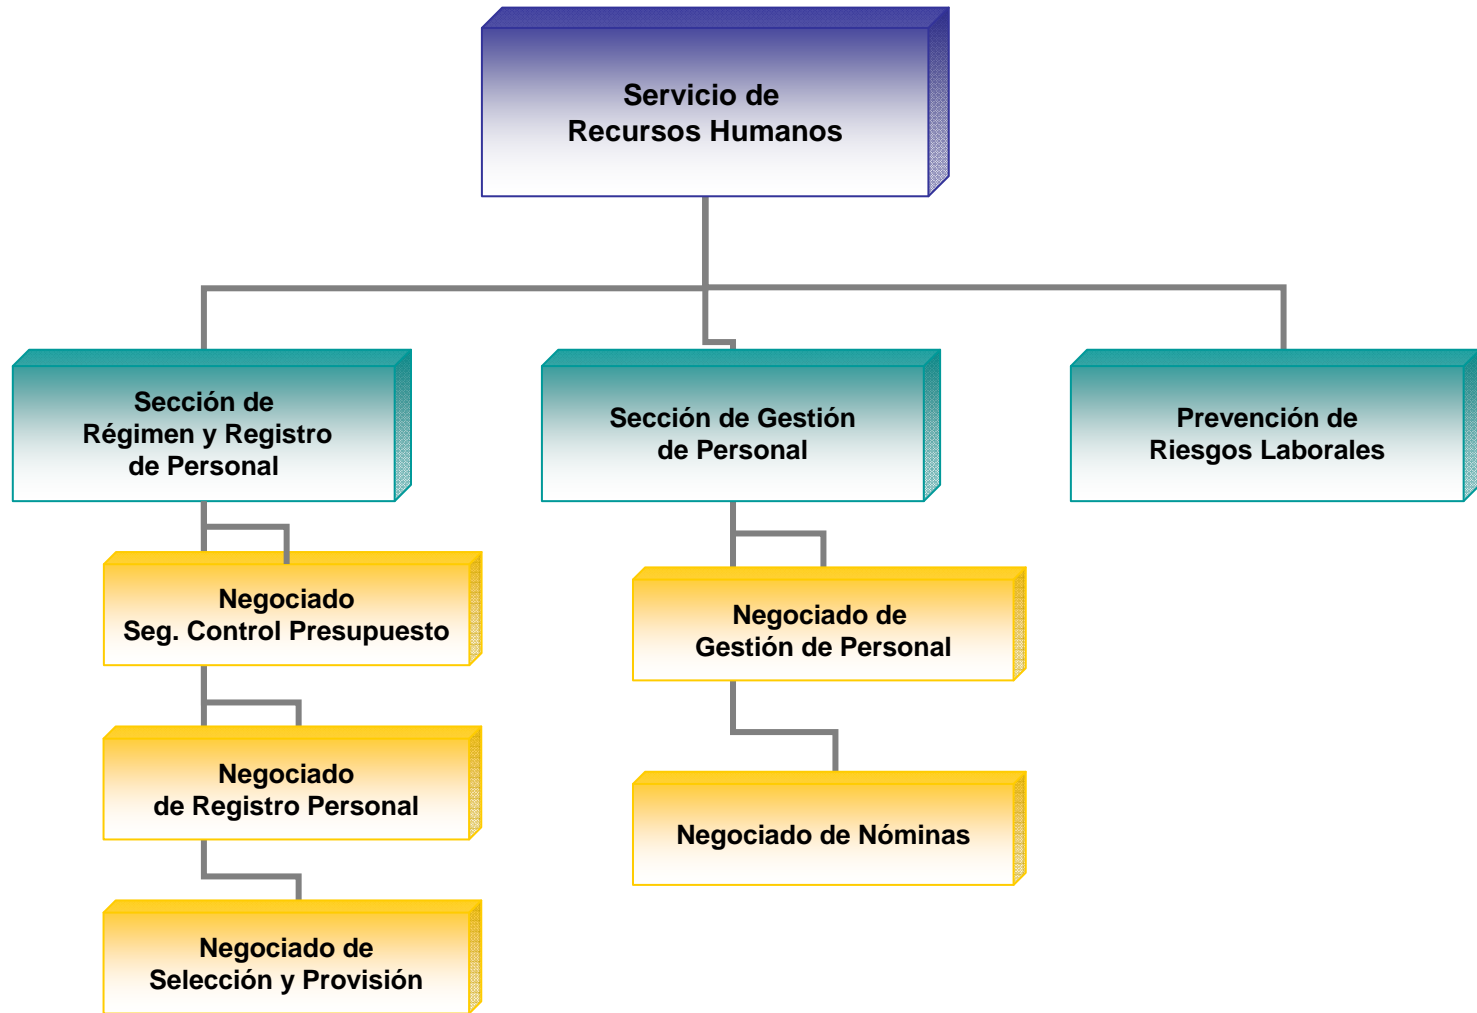 Servicio de
Recursos Humanos
Sección de
Régimen y Registro
de Personal
Sección de Gestión
de Personal
Prevención de
Riesgos Laborales
Negociado
Seg. Control Presupuesto
Negociado de
Gestión de Personal
Negociado
de Registro Personal
Negociado de Nóminas
Negociado de
Selección y Provisión